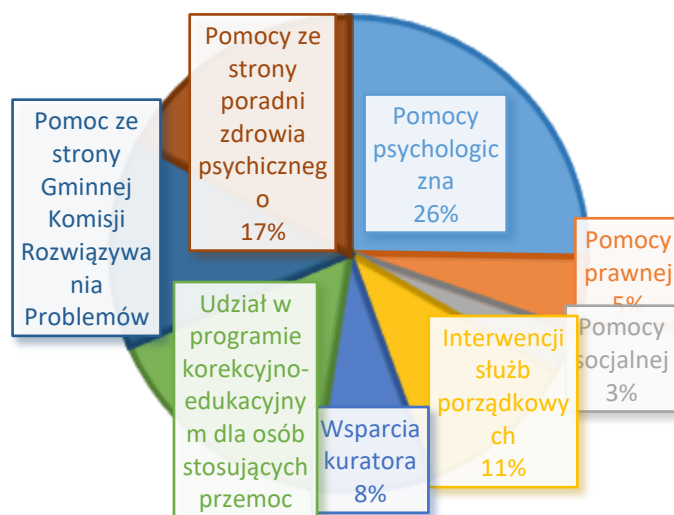 Pomocy ze
strony
poradni
zdrowia
psychiczneg
o
17%
Pomocy
psychologic
zna
26%
Pomoc ze
strony
Gminnej
Komisji
Rozwiązywa
nia
Problemów
Pomocy
prawnej
5%
Udział w
programie
korekcyjno-
edukacyjny
m dla osób
stosujących
przemoc
Interwencji
służb
porządkowy
ch
11%
Pomocy
socjalnej
3%
Wsparcia
kuratora
8%